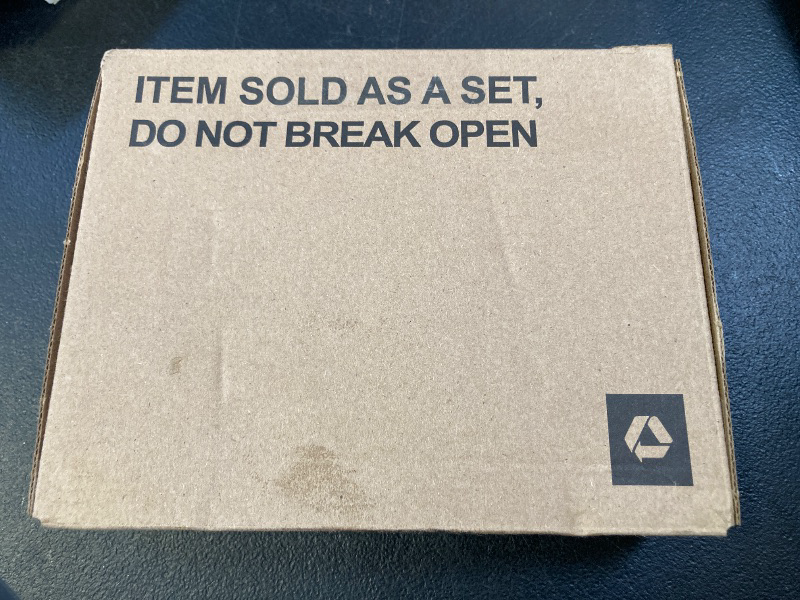 ITEM SOLD AS A SET,
DO NOT BREAK OPEN